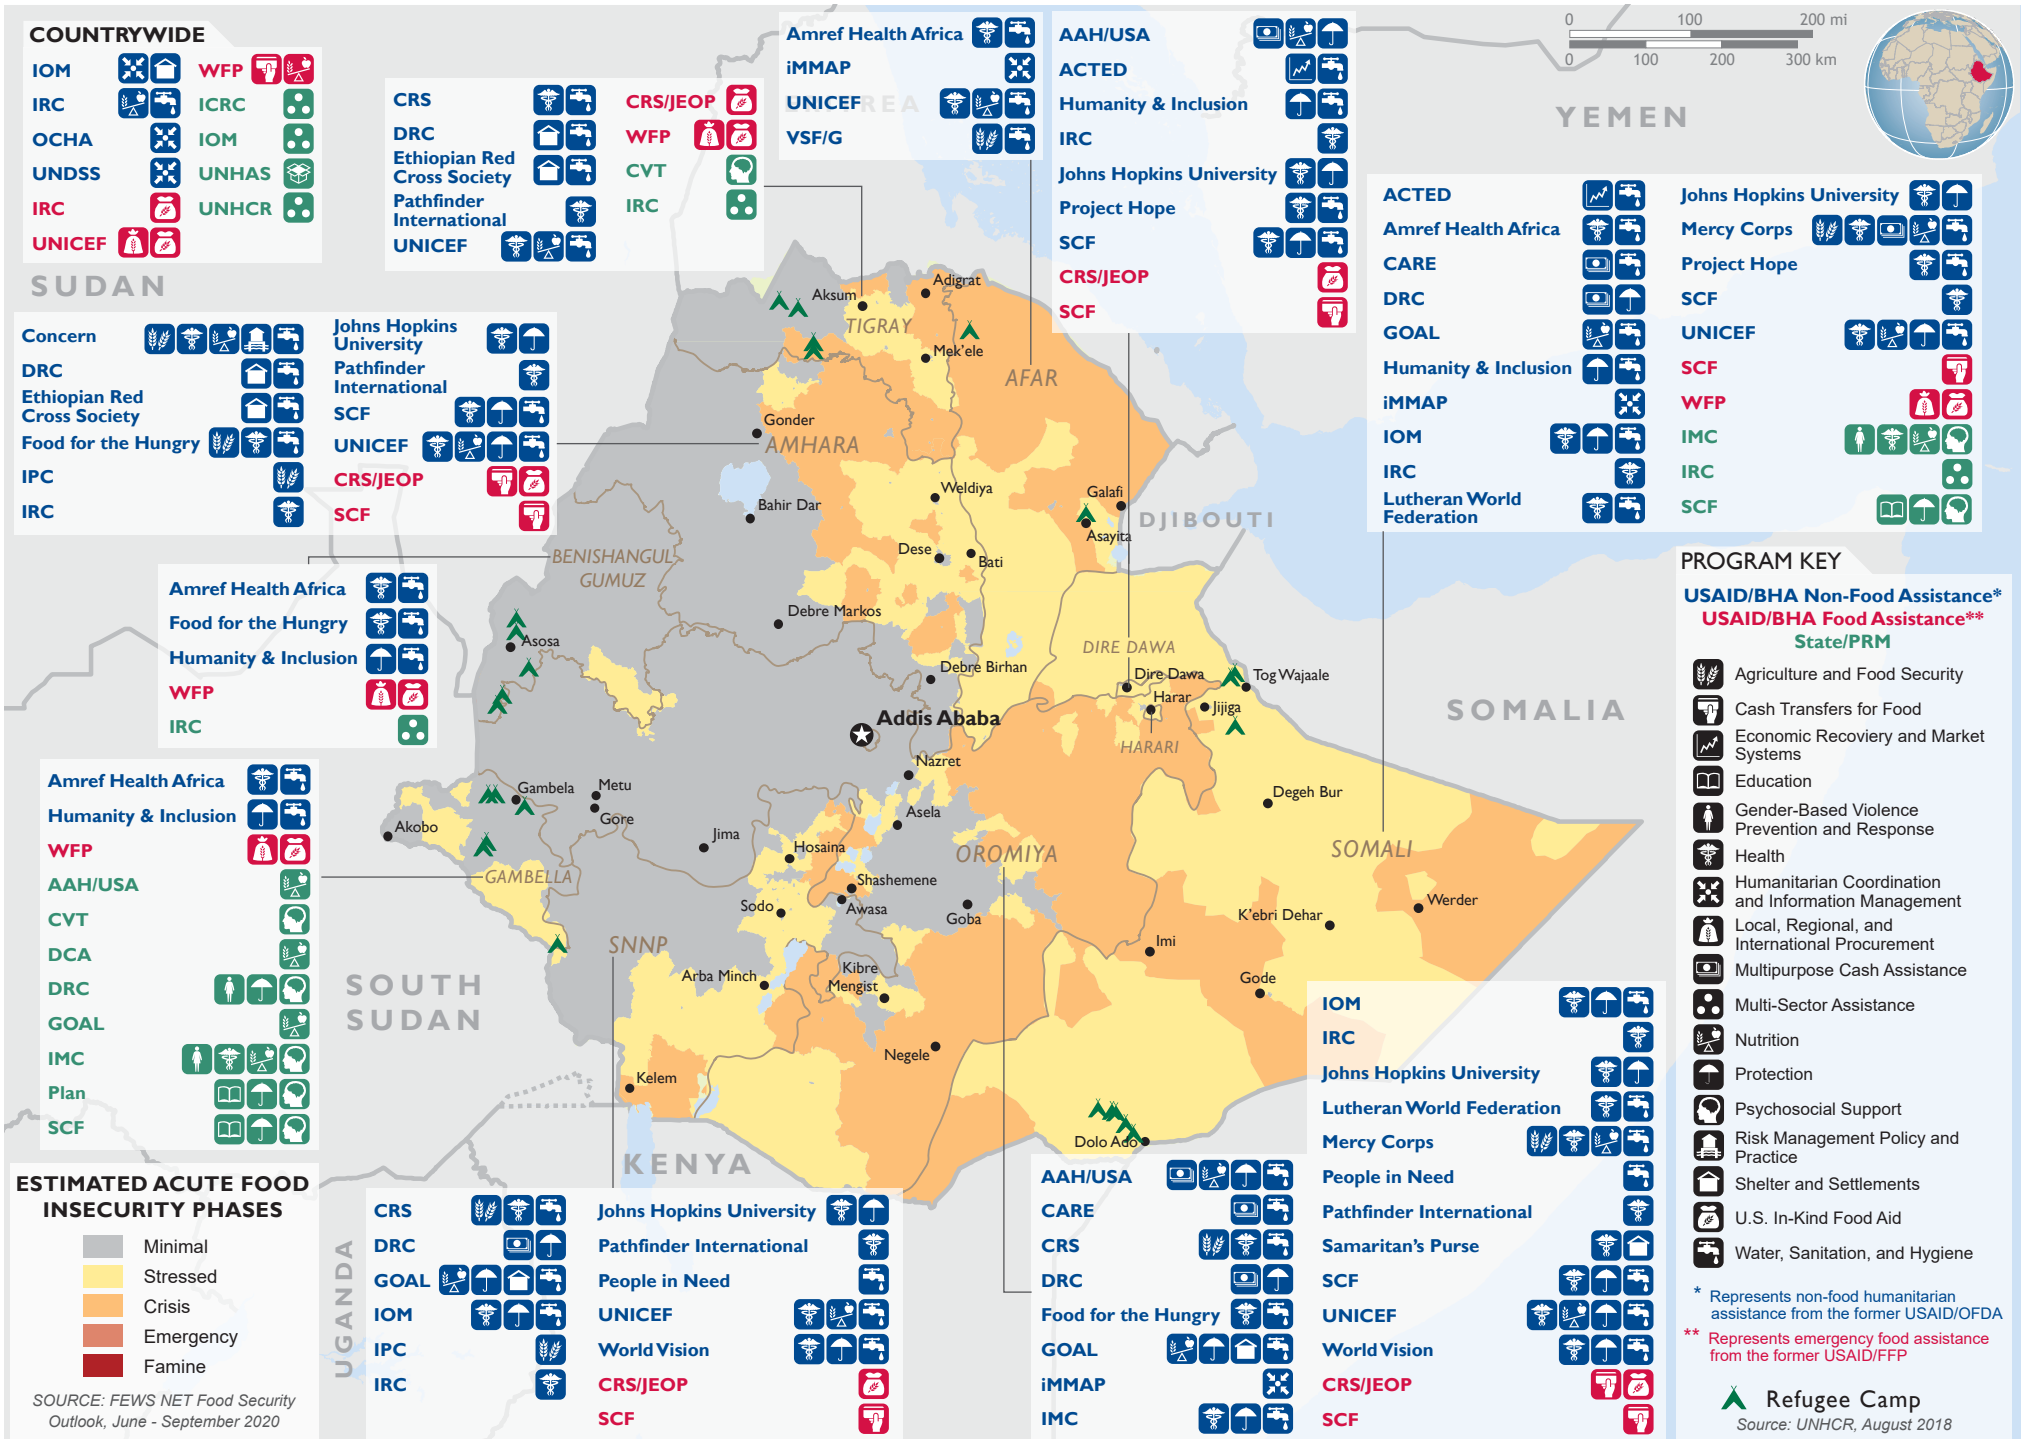 COUNTRYWIDE
IOM
IRC
OCHA
UNDSS
IRC
UNICEF
WFP
ICRC
IOM
UNHAS
UNHCR
CRS
DRC
Ethiopian Red
Cross Society
Pathfinder
International
UNICEF
CRS/JEOP
WFP
CVT
IRC
Amref Health Africa
iMMAP
UNICEF
VSF/G
AAH/USA
ACTED
Humanity & Inclusion
IRC
Johns Hopkins University
Project Hope
SCF
CRS/JEOP
SCF
0 100 200 mi
0 100 200 300 km
YEMEN
ACTED
Amref Health Africa
CARE
DRC
GOAL
Humanity & Inclusion
iMMAP
IOM
IRC
Lutheran World
Federation
Johns Hopkins University
Mercy Corps
Project Hope
SCF
UNICEF
SCF
WFP
IMC
IRC
SCF
SUDAN
Concern
DRC
Ethiopian Red
Cross Society
Food for the Hungry
IPC
IRC
Johns Hopkins
University
Pathfinder
International
SCF
UNICEF
CRS/JEOP
SCF
Amref Health Africa
Food for the Hungry
Humanity & Inclusion
WFP
IRC
Amref Health Africa
Humanity & Inclusion
WFP
AAH/USA
CVT
DCA
DRC
GOAL
IMC
Plan
SCF
Aksum
Adigrat
TIGRAY
Mek'ele
AFAR
Gonder
AMHARA
Weldiya
Galafi
Bahir Dar
DJIBOUTI
Asayita
Dese
Bati
BENISHANGUL
GUMUZ
Debre Markos
Asosa
DIRE DAWA
Debre Birhan
Dire Dawa
Tog Wajaale
Harar
Jijiga
Addis Ababa
SOMALIA
HARARI
Nazret
Gambela
Metu
Gore
Degeh Bur
Asela
Akobo
Jima
Hosaina
OROMIYA
SOMALI
GAMBELLA
Shashemene
Werder
Sodo
Awasa
Goba
K'ebri Dehar
SNNP
Imi
Arba Minch
Kibre
Mengist
Gode
SOUTH
SUDAN
Negele
Kelem
Dolo Ado
KENYA
UGANDA
PROGRAM KEY
USAID/BHA Non-Food Assistance*
USAID/BHA Food Assistance**
State/PRM
Agriculture and Food Security
Cash Transfers for Food
Economic Recoviery and Market
Systems
Education
Gender-Based Violence
Prevention and Response
Health
Humanitarian Coordination
and Information Management
Local, Regional, and
International Procurement
Multipurpose Cash Assistance
Multi-Sector Assistance
Nutrition
Protection
Psychosocial Support
Risk Management Policy and
Practice
Shelter and Settlements
U.S. In-Kind Food Aid
Water, Sanitation, and Hygiene
* Represents non-food humanitarian
assistance from the former USAID/OFDA
** Represents emergency food assistance
from the former USAID/FFP
Refugee Camp
Source: UNHCR, August 2018
ESTIMATED ACUTE FOOD
INSECURITY PHASES
Minimal
Stressed
Crisis
Emergency
Famine
SOURCE: FEWS NET Food Security
Outlook, June - September 2020
CRS
DRC
GOAL
IOM
IPC
IRC
Johns Hopkins University
Pathfinder International
People in Need
UNICEF
World Vision
CRS/JEOP
SCF
AAH/USA
CARE
CRS
DRC
Food for the Hungry
GOAL
iMMAP
IMC
IOM
IRC
Johns Hopkins University
Lutheran World Federation
Mercy Corps
People in Need
Pathfinder International
Samaritan's Purse
SCF
UNICEF
World Vision
CRS/JEOP
SCF